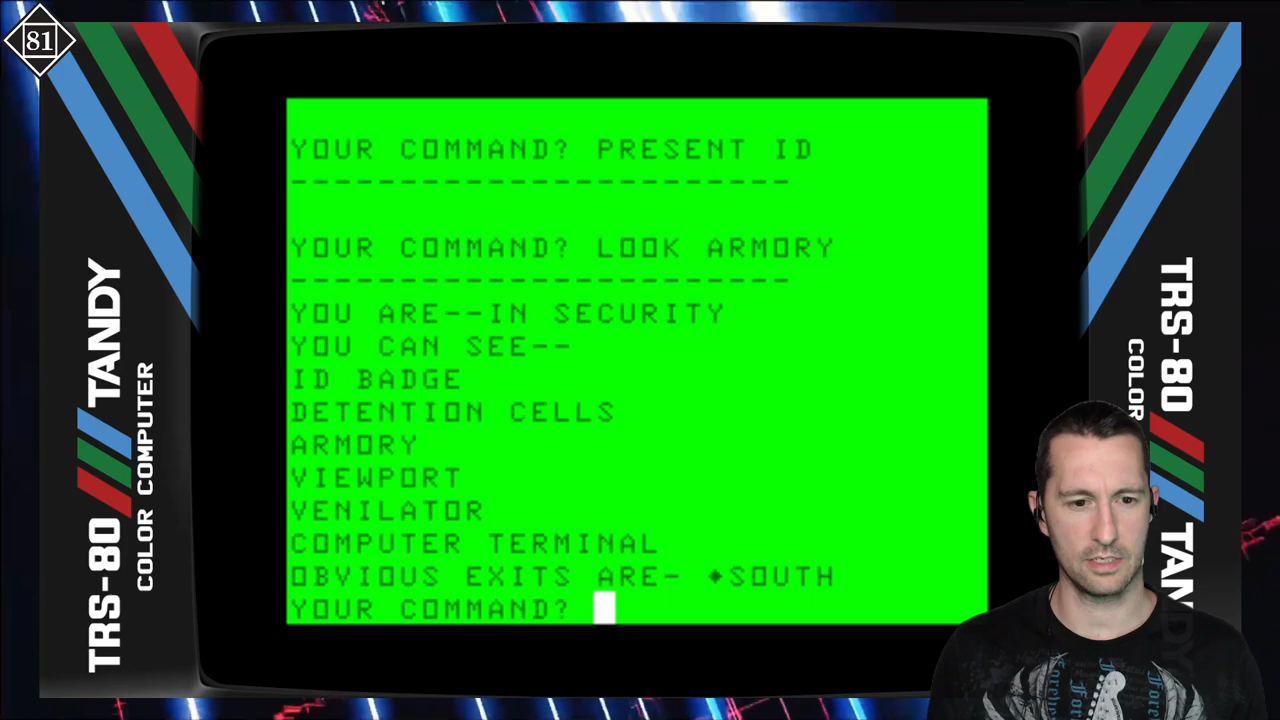 81
YOUR COMMAND? PRESENT ID
-----------------------
YOUR COMMAND? LOOK ARMORY
-----------------------
YOU ARE--IN SECURITY
YOU CAN SEE--
ID BADGE
DETENTION CELLS
ARMORY
VIEWPORT
VENILATOR
COMPUTER TERMINAL
OBVIOUS EXITS ARE- ♦SOUTH
YOUR COMMAND?
TRS-80 TANDY
COLOR COMPUTER
TRS-80 TAN
COLOR